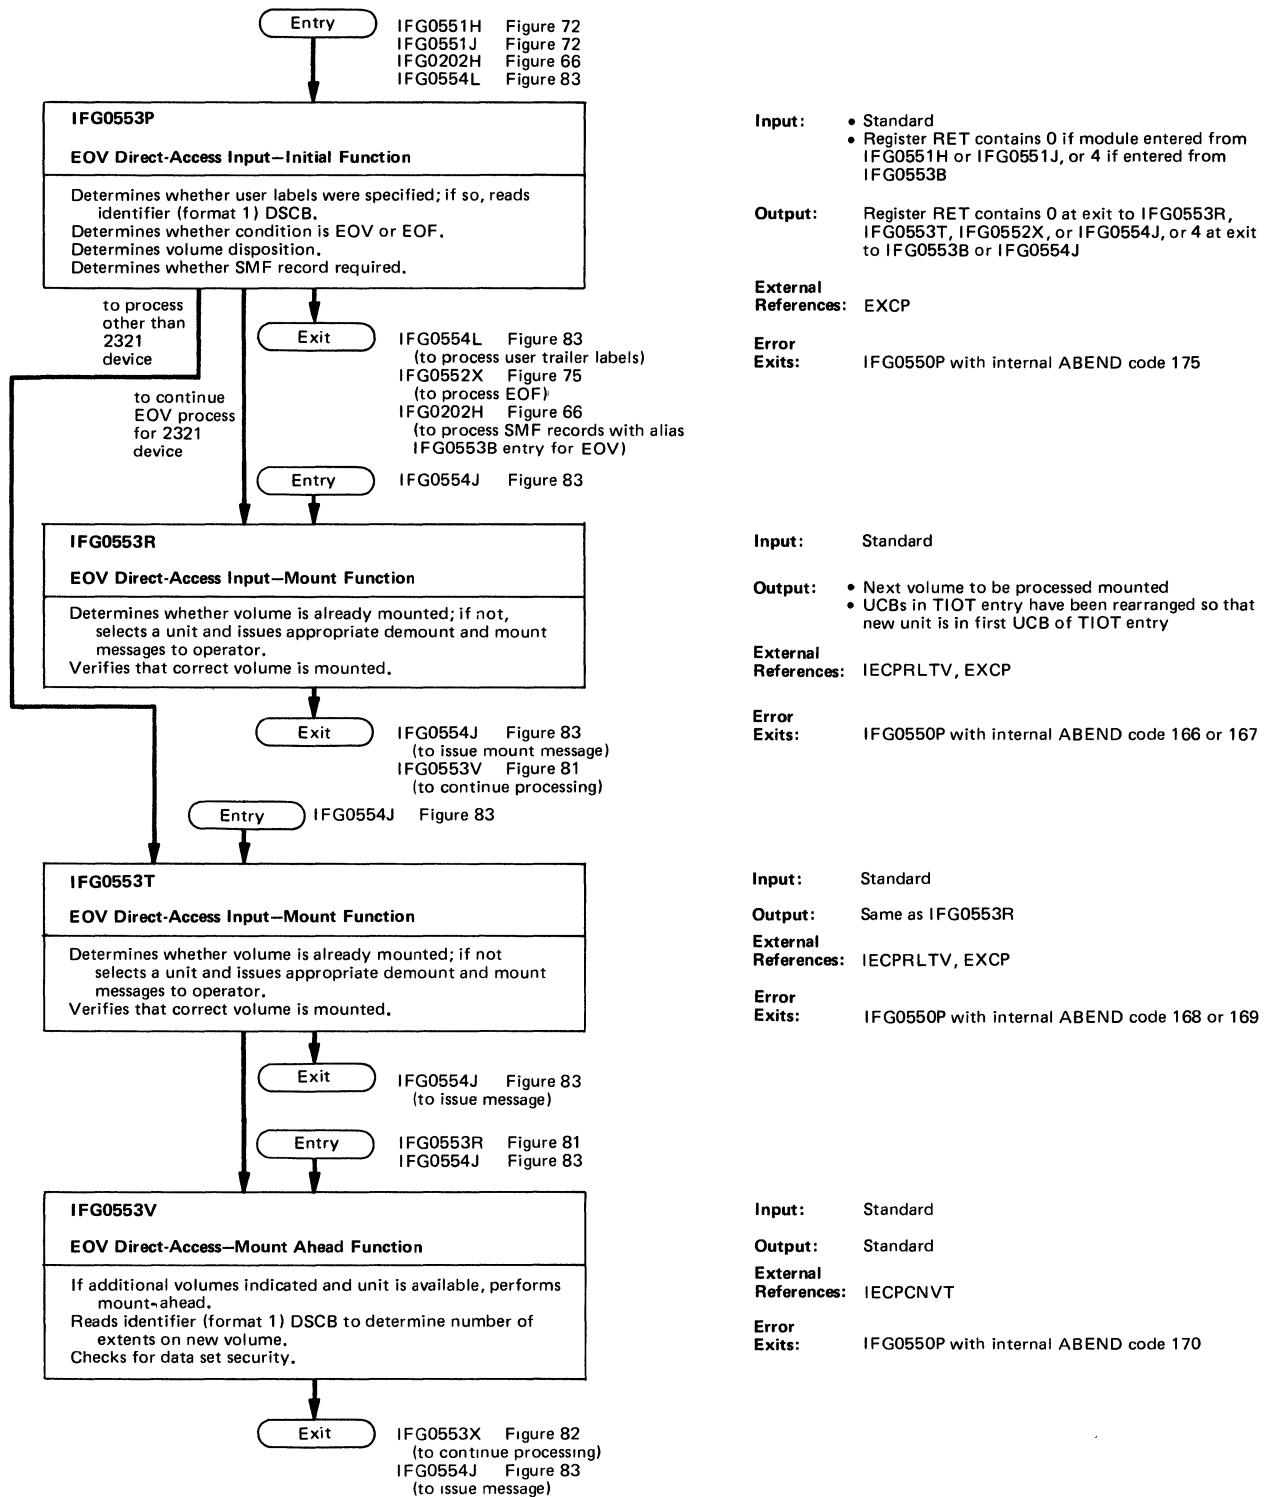 Entry
IFG0551H Figure 72
IFG0551J Figure 72
IFG0202H Figure 66
IFG0554L Figure 83
IFG0553P
EOV Direct-Access Input—Initial Function
Determines whether user labels were specified; if so, reads
identifier (format 1) DSCB.
Determines whether condition is EOV or EOF.
Determines volume disposition.
Determines whether SMF record required.
Input: • Standard
• Register RET contains 0 if module entered from
IFG0551H or IFG0551J, or 4 if entered from
IFG0553B
Output: Register RET contains 0 at exit to IFG0553R,
IFG0553T, IFG0552X, or IFG0554J, or 4 at exit
to IFG0553B or IFG0554J
External
References: EXCP
Error
Exits: IFG0550P with internal ABEND code 175
to process
other than
2321
device
Exit
IFG0554L Figure 83
(to process user trailer labels)
IFG0552X Figure 75
(to process EOF)
IFG0202H Figure 66
(to process SMF records with alias
IFG0553B entry for EOV)
to continue
EOV process
for 2321
device
Entry
IFG0554J Figure 83
IFG0553R
EOV Direct-Access Input—Mount Function
Determines whether volume is already mounted; if not,
selects a unit and issues appropriate demount and mount
messages to operator.
Verifies that correct volume is mounted.
Input: Standard
Output: • Next volume to be processed mounted
• UCBs in TIOT entry have been rearranged so that
new unit is in first UCB of TIOT entry
External
References: IECPRLTV, EXCP
Error
Exits: IFG0550P with internal ABEND code 166 or 167
Exit
IFG0554J Figure 83
(to issue mount message)
IFG0553V Figure 81
(to continue processing)
Entry
IFG0554J Figure 83
IFG0553T
EOV Direct-Access Input—Mount Function
Determines whether volume is already mounted; if not
selects a unit and issues appropriate demount and mount
messages to operator.
Verifies that correct volume is mounted.
Input: Standard
Output: Same as IFG0553R
External
References: IECPRLTV, EXCP
Error
Exits: IFG0550P with internal ABEND code 168 or 169
Exit
IFG0554J Figure 83
(to issue message)
Entry
IFG0553R Figure 81
IFG0554J Figure 83
IFG0553V
EOV Direct-Access—Mount Ahead Function
If additional volumes indicated and unit is available, performs
mount-ahead.
Reads identifier (format 1) DSCB to determine number of
extents on new volume.
Checks for data set security.
Input: Standard
Output: Standard
External
References: IECPCNVT
Error
Exits: IFG0550P with internal ABEND code 170
Exit
IFG0553X Figure 82
(to continue processing)
IFG0554J Figure 83
(to issue message)